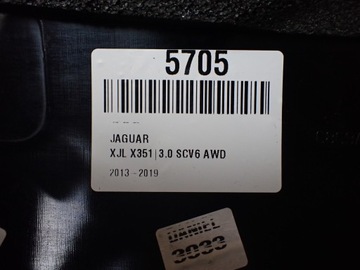 5705
JAGUAR
XJL X351|3.0 SCV6 AWD
2013 - 2019
DANIEL
3033